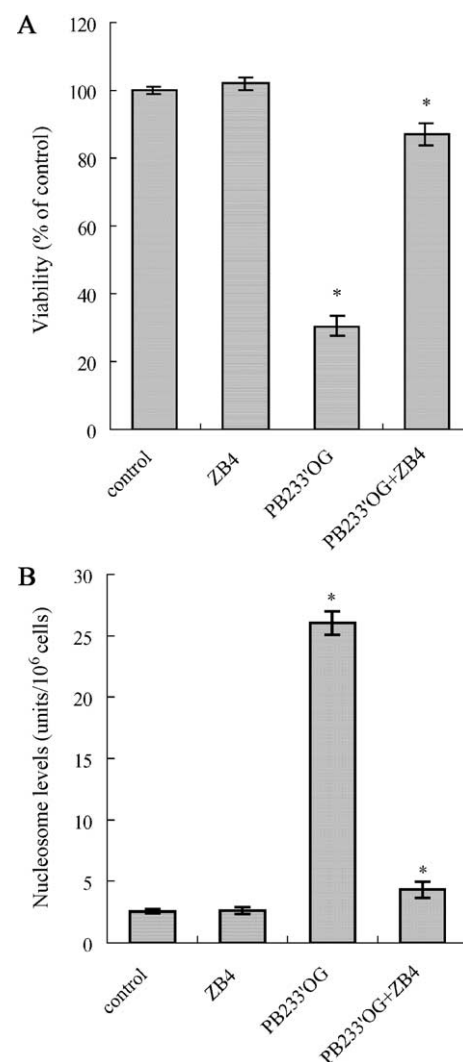 A
120
100
80
60
40
20
0
Viability (% of control)
*
*
control
ZB4
PB233'OG
PB233'OG+ZB4
B
30
25
20
15
10
5
0
Nucleosome levels (units/10⁶ cells)
*
*
control
ZB4
PB233'OG
PB233'OG+ZB4